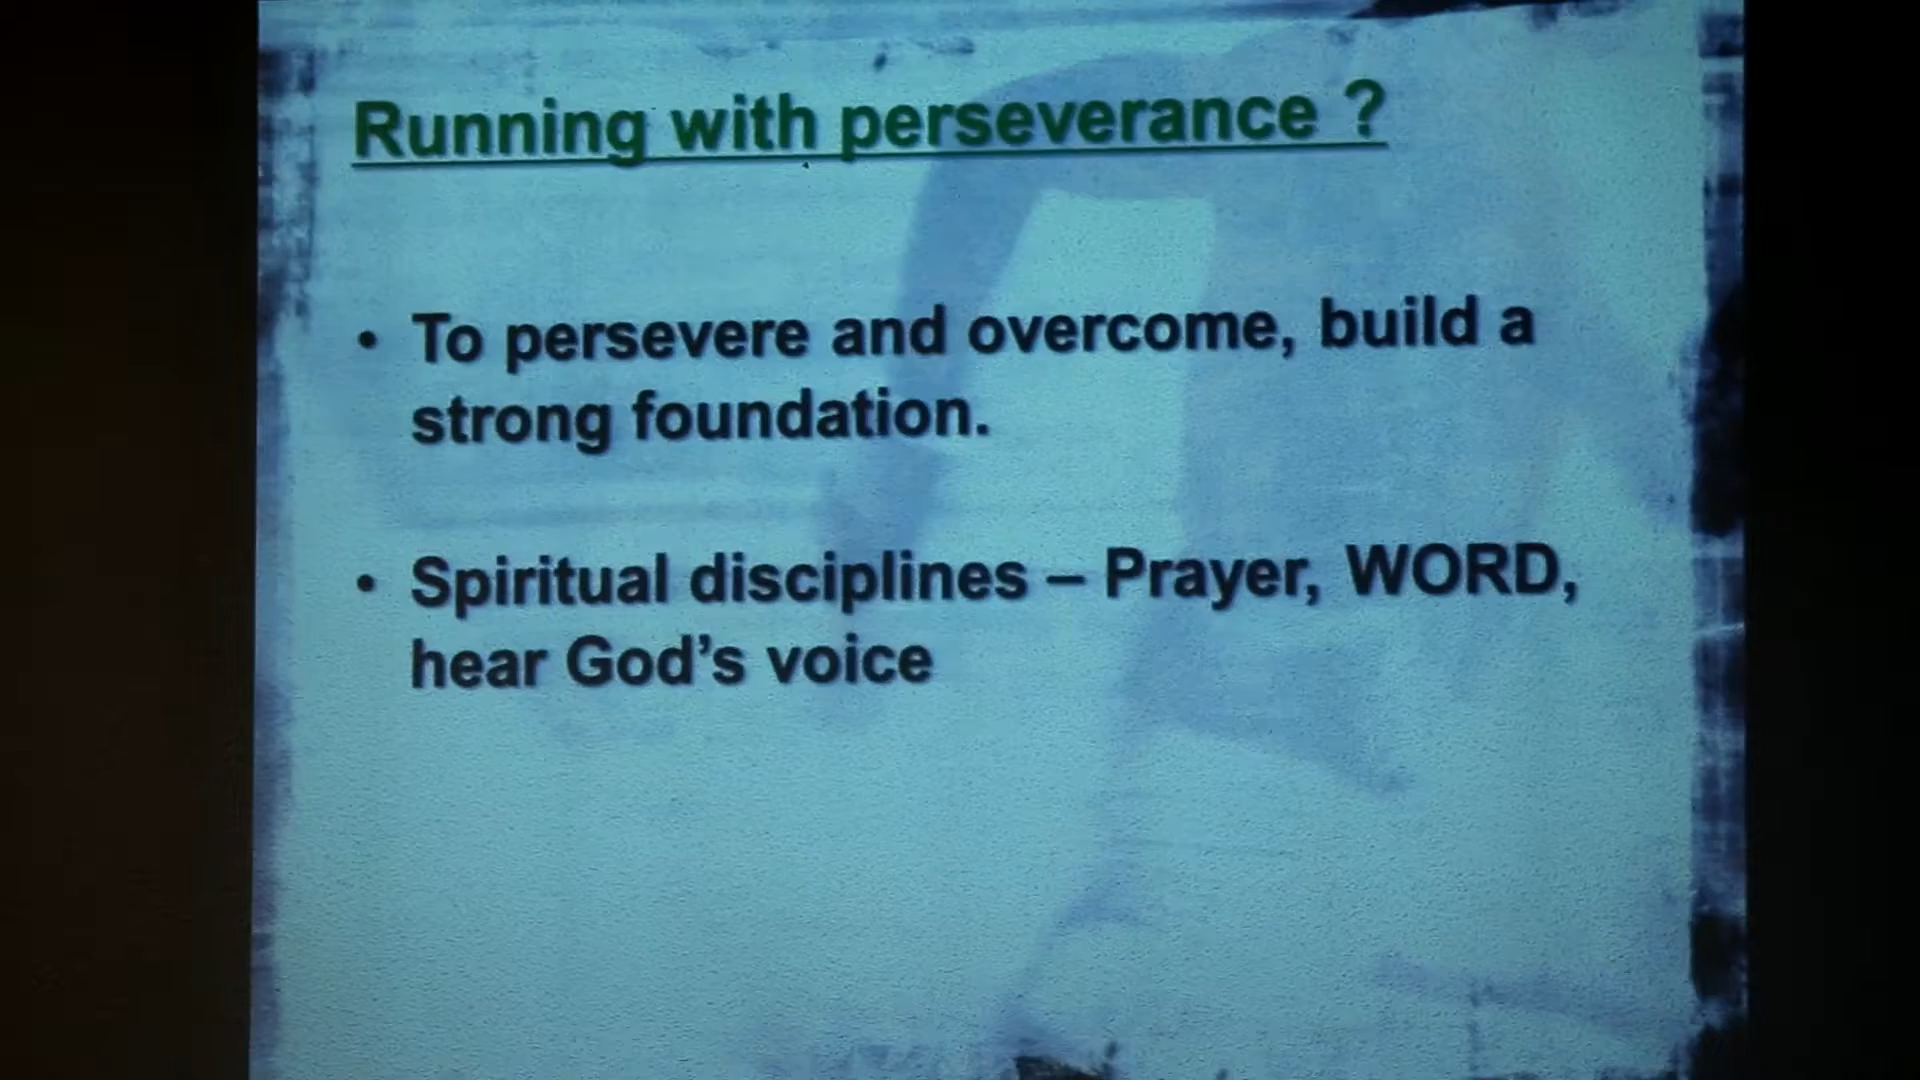 Running with perseverance ?
• To persevere and overcome, build a
strong foundation.
• Spiritual disciplines – Prayer, WORD,
hear God’s voice